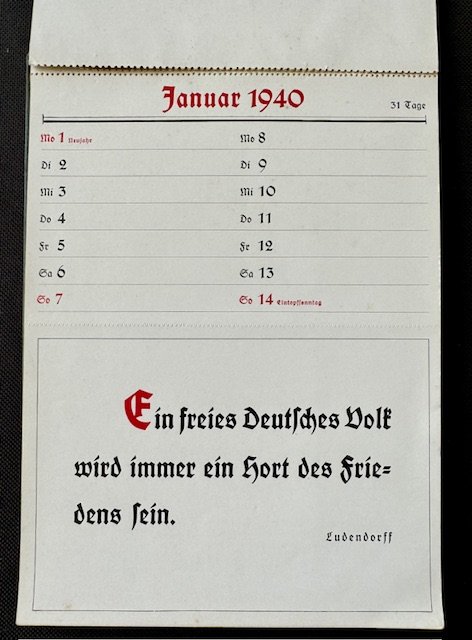 Januar 1940
31 Tage
Mo 1 Neujahr
Di 2
Mi 3
Do 4
Fr 5
Sa 6
So 7
Mo 8
Di 9
Mi 10
Do 11
Fr 12
Sa 13
So 14 Eintopfsonntag
Ein freies Deutsches Volk
wird immer ein Hort des Frie=
dens sein.
Ludendorff